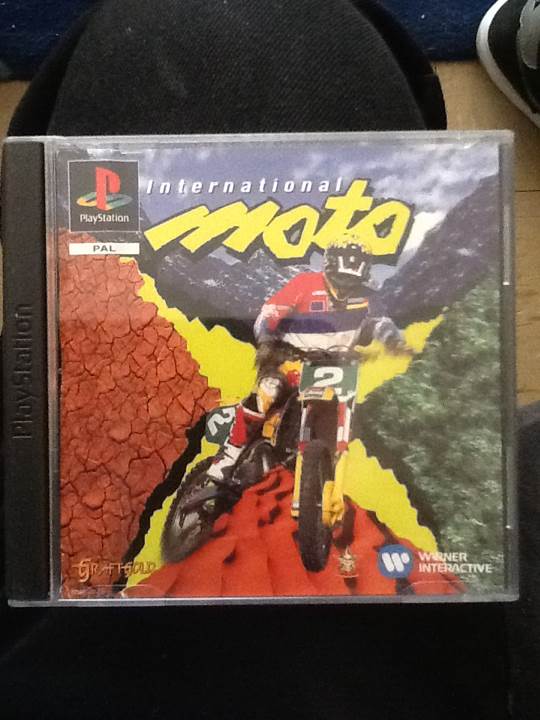 International
moto
PlayStation
PAL
PlayStation
2
2
GRAFTGOLD
WARNER
INTERACTIVE